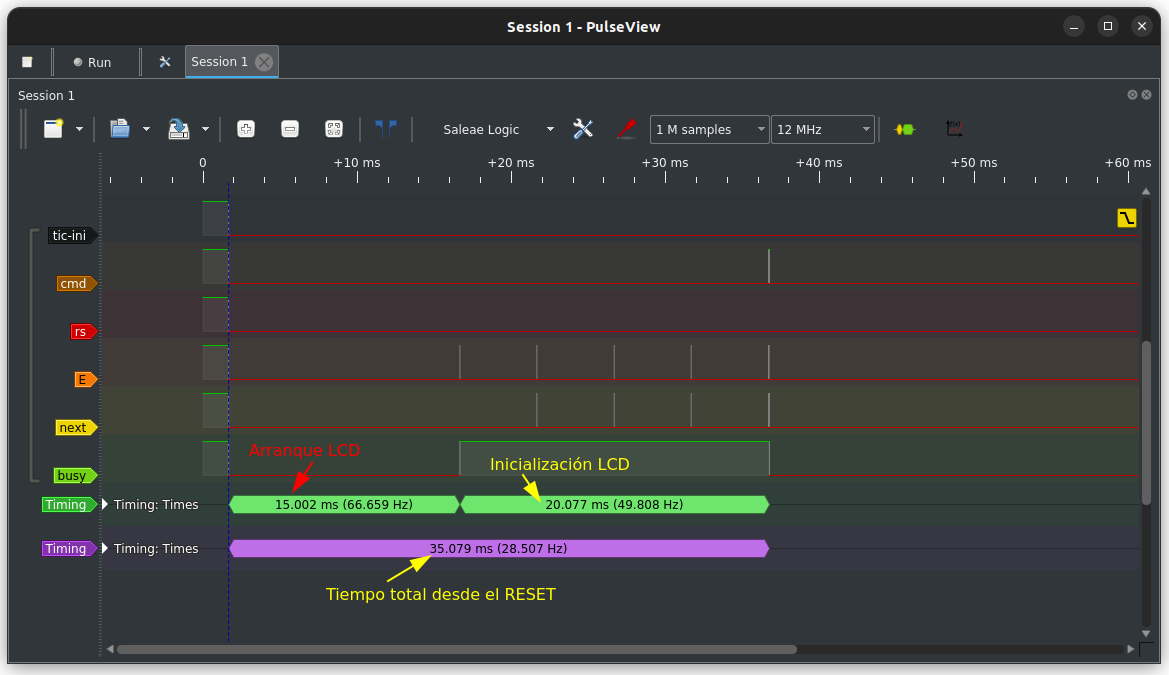 Session 1 - PulseView
Run
Session 1
Session 1
Saleae Logic
1 M samples
12 MHz
0
+10 ms
+20 ms
+30 ms
+40 ms
+50 ms
+60 ms
tic-ini
cmd
rs
E
next
busy
Arranque LCD
Inicialización LCD
Timing
Timing: Times
15.002 ms (66.659 Hz)
20.077 ms (49.808 Hz)
Timing
Timing: Times
35.079 ms (28.507 Hz)
Tiempo total desde el RESET